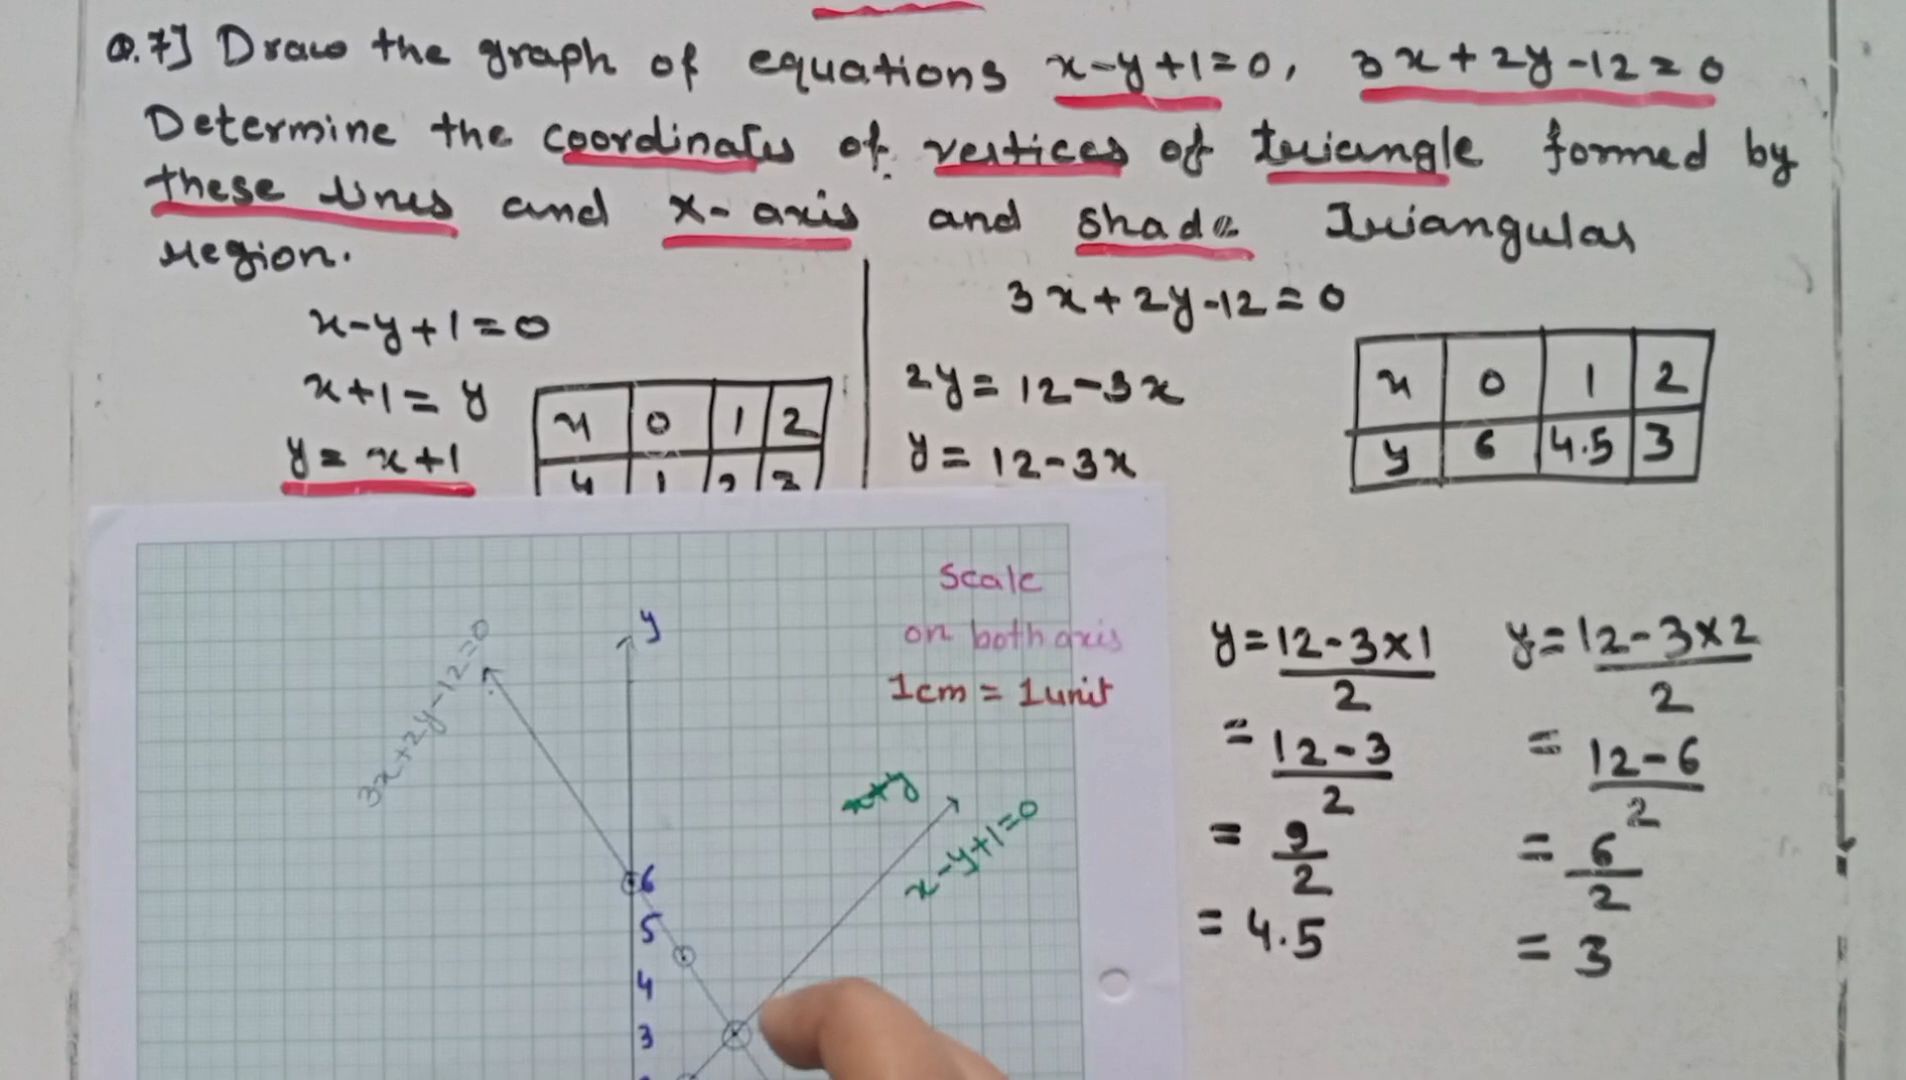 Q.7] Draw the graph of equations x-y+1=0, 3x+2y-12=0
Determine the coordinates of vertices of triangle formed by
these lines and x-axis and shade Triangular
region.
x-y+1=0
x+1=y
y=x+1
x 0 1 2
y 1 2 3
3x+2y-12=0
2y=12-3x
y=12-3x
x 0 1 2
y 6 4.5 3
y=12-3x1
2
=12-3
2
=9
2
=4.5
y=12-3x2
2
=12-6
2
=6
2
=3
Scale
on both axis
1cm = 1unit
y
3x+2y-12=0
x+y
x-y+1=0
6
5
4
3